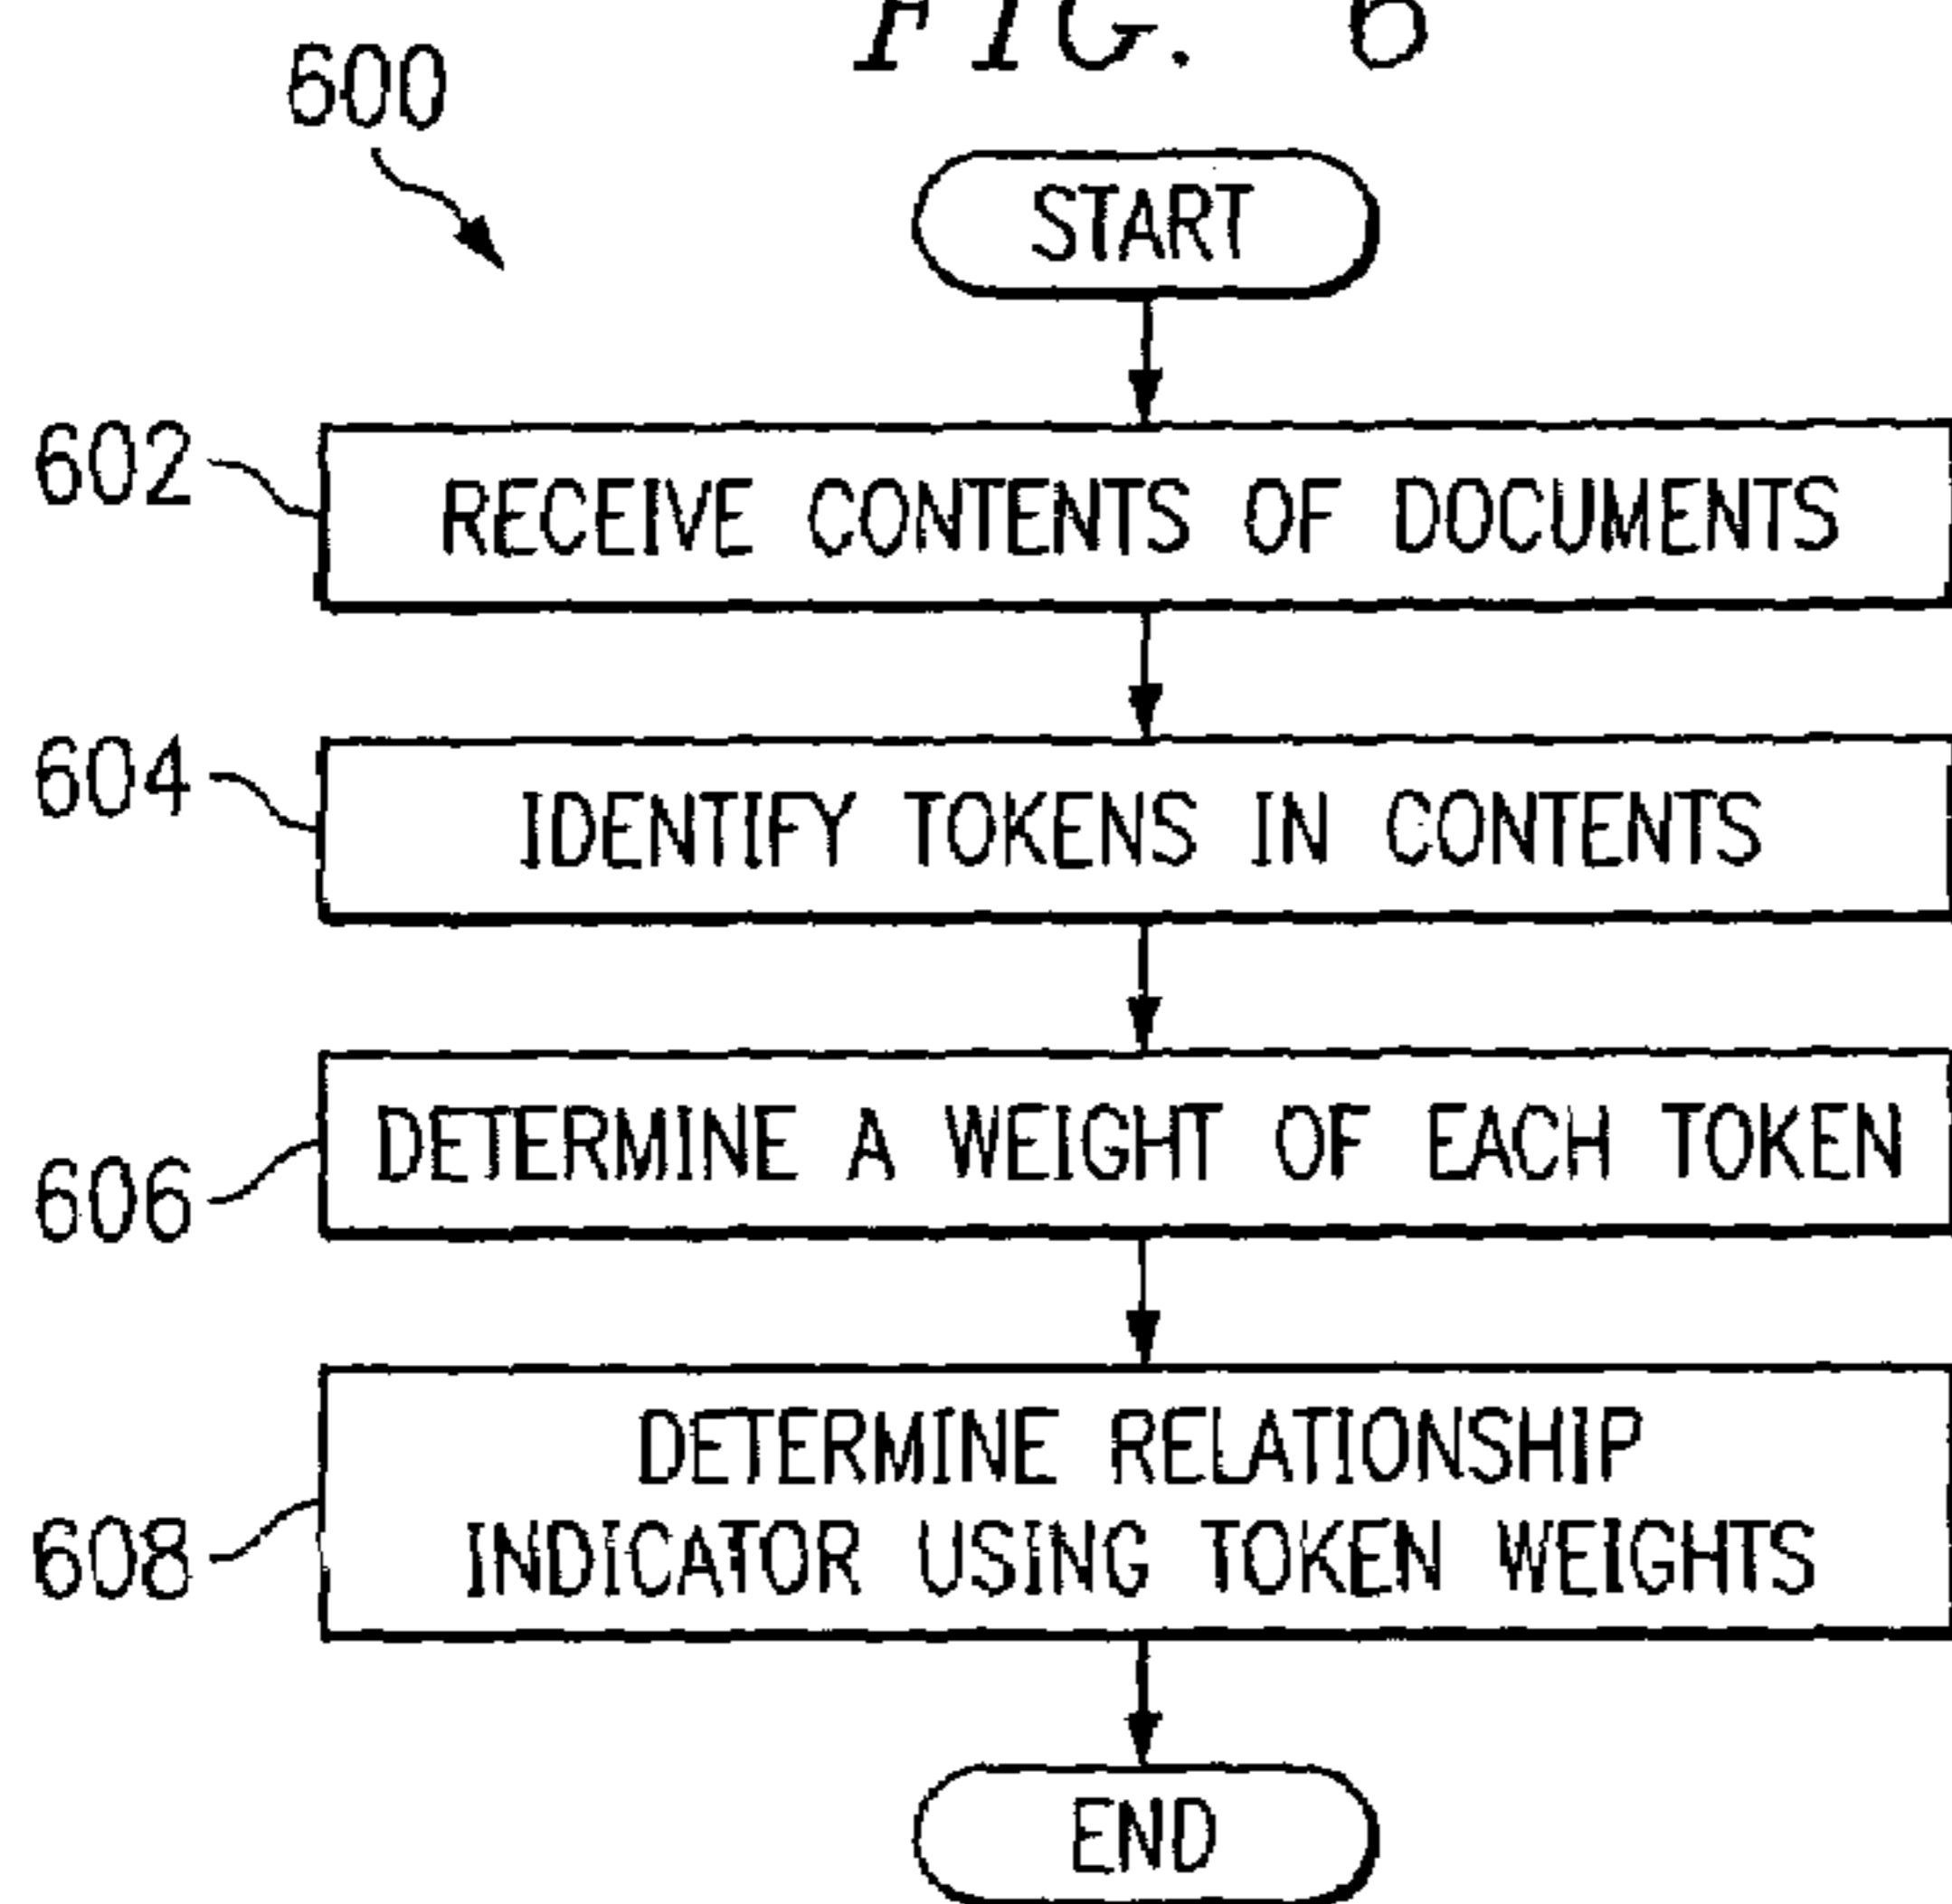 FIG. 6
600
START
602
RECEIVE CONTENTS OF DOCUMENTS
604
IDENTIFY TOKENS IN CONTENTS
606
DETERMINE A WEIGHT OF EACH TOKEN
608
DETERMINE RELATIONSHIP
INDICATOR USING TOKEN WEIGHTS
END